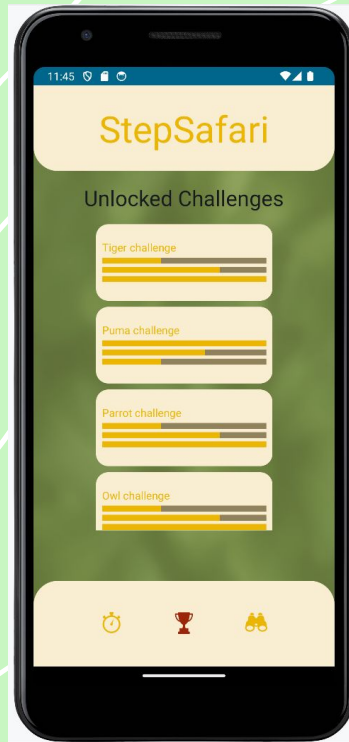 11:45
StepSafari
Unlocked Challenges
Tiger challenge
Puma challenge
Parrot challenge
Owl challenge